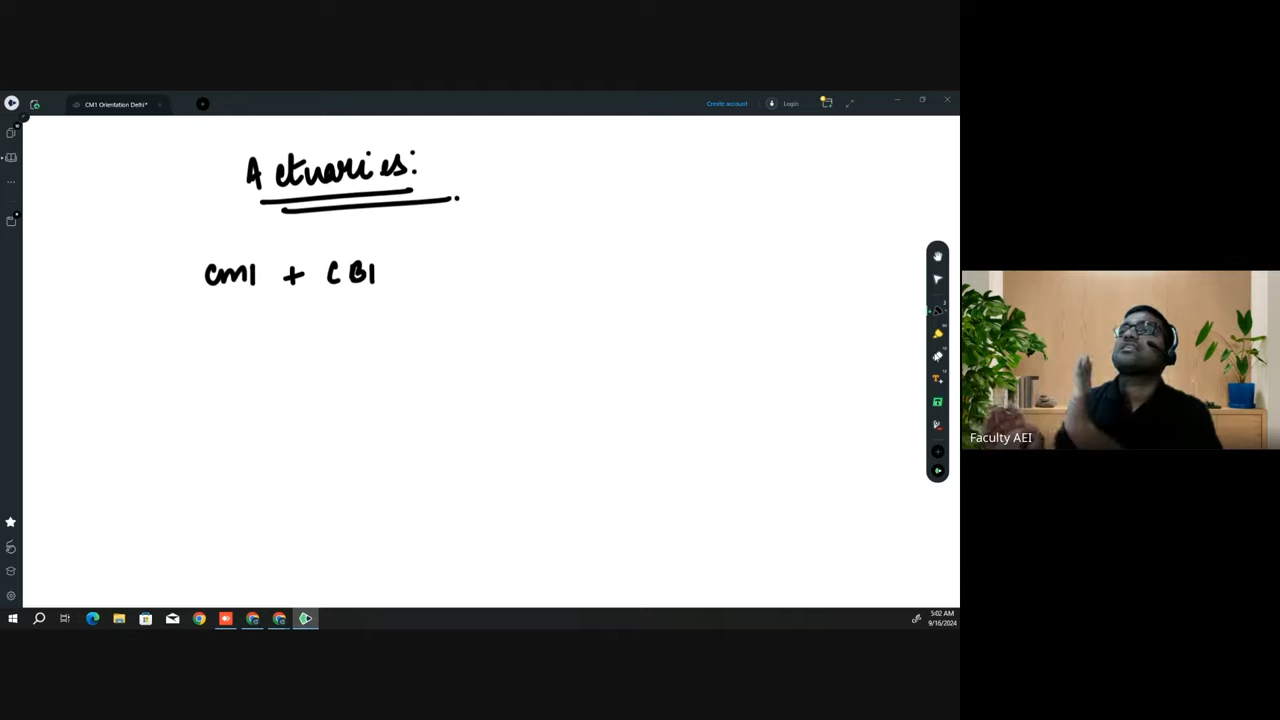 CM1 Orientation Delhi*
Create account
Login
Actuaries:
CM1 + CB1
Faculty AEI
5:02 AM
9/16/2024